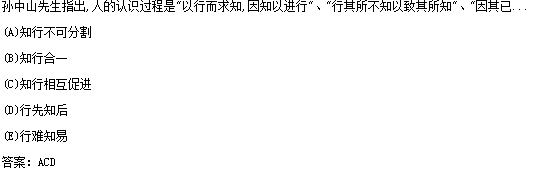 孙中山先生指出,人的认识过程是“以行而求知,因知以进行”、“行其所不知以致其所知”、“因其已...
(A)知行不可分割
(B)知行合一
(C)知行相互促进
(D)行先知后
(E)行难知易
答案: ACD